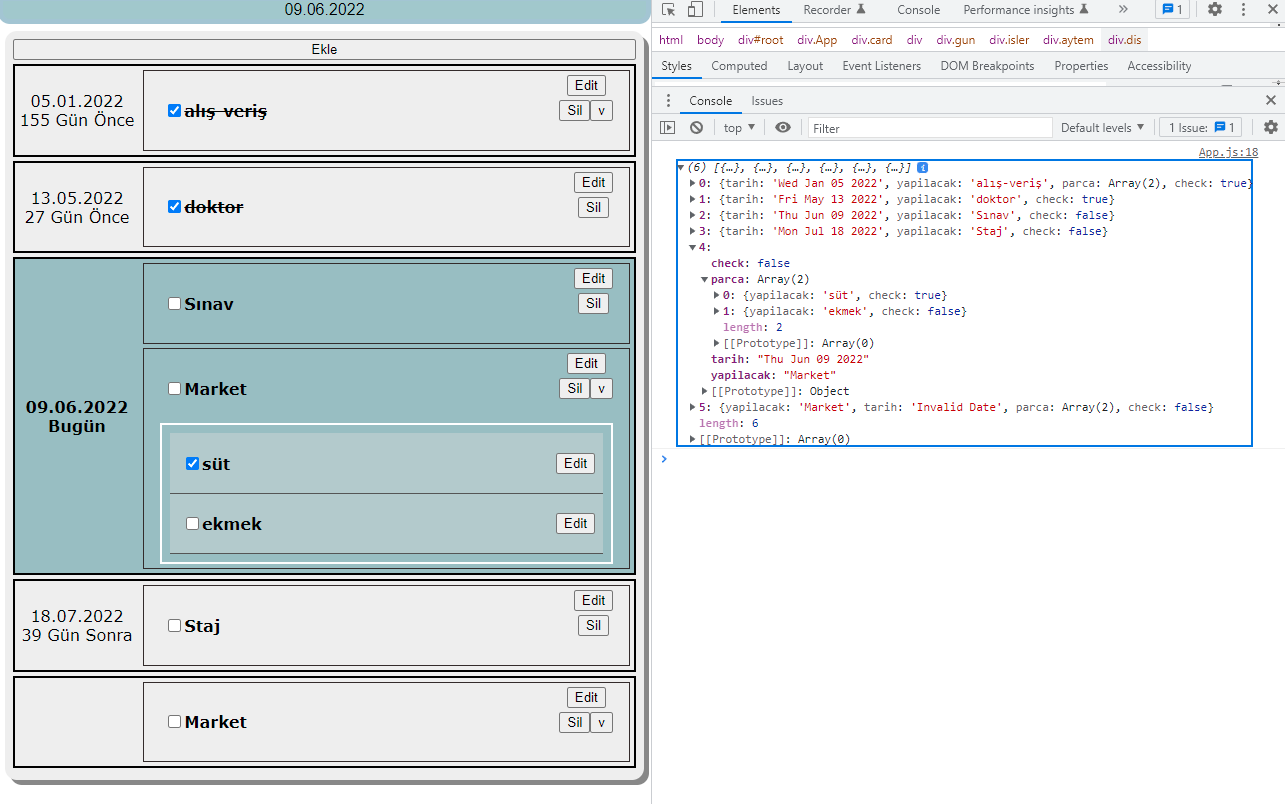 09.06.2022
Ekle
05.01.2022
155 Gün Önce
alış-veriş
Edit
Sil v
13.05.2022
27 Gün Önce
doktor
Edit
Sil
09.06.2022
Bugün
Sınav
Edit
Sil
Market
Edit
Sil v
süt Edit
ekmek Edit
18.07.2022
39 Gün Sonra
Staj
Edit
Sil
Market
Edit
Sil v
Elements Recorder Console Performance insights » 1
html body div#root div.App div.card div div.gun div.isler div.aytem div.dis
Styles Computed Layout Event Listeners DOM Breakpoints Properties Accessibility
Console Issues
top ▼ Filter Default levels ▼ 1 Issue: 1
App.js:18
(6) [{…}, {…}, {…}, {…}, {…}, {…}] i
0: {tarih: 'Wed Jan 05 2022', yapilacak: 'alış-veriş', parca: Array(2), check: true}
1: {tarih: 'Fri May 13 2022', yapilacak: 'doktor', check: true}
2: {tarih: 'Thu Jun 09 2022', yapilacak: 'Sınav', check: false}
3: {tarih: 'Mon Jul 18 2022', yapilacak: 'Staj', check: false}
4:
check: false
parca: Array(2)
0: {yapilacak: 'süt', check: true}
1: {yapilacak: 'ekmek', check: false}
length: 2
[[Prototype]]: Array(0)
tarih: "Thu Jun 09 2022"
yapilacak: "Market"
[[Prototype]]: Object
5: {yapilacak: 'Market', tarih: 'Invalid Date', parca: Array(2), check: false}
length: 6
[[Prototype]]: Array(0)